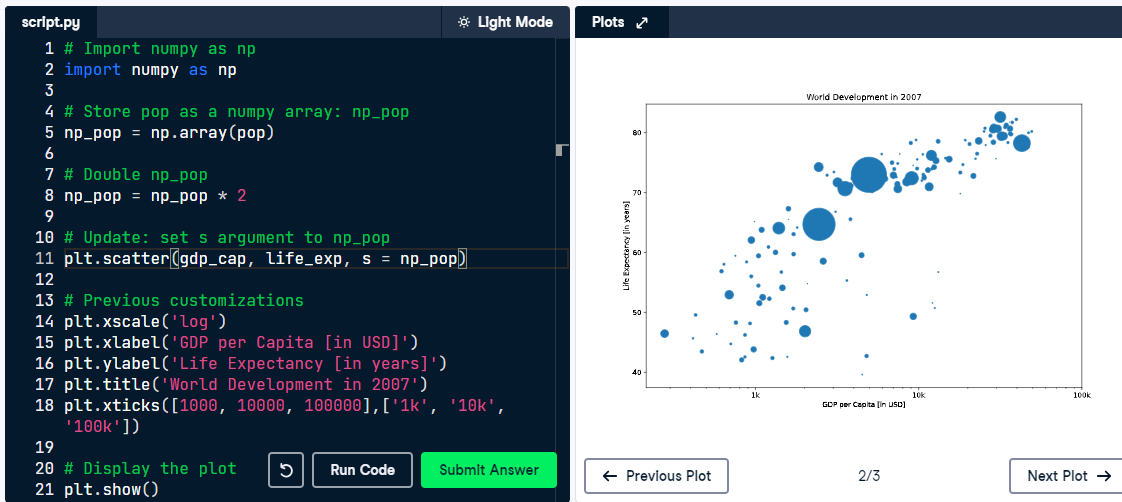 script.py
Light Mode
1 # Import numpy as np
2 import numpy as np
3
4 # Store pop as a numpy array: np_pop
5 np_pop = np.array(pop)
6
7 # Double np_pop
8 np_pop = np_pop * 2
9
10 # Update: set s argument to np_pop
11 plt.scatter(gdp_cap, life_exp, s = np_pop)
12
13 # Previous customizations
14 plt.xscale('log')
15 plt.xlabel('GDP per Capita [in USD]')
16 plt.ylabel('Life Expectancy [in years]')
17 plt.title('World Development in 2007')
18 plt.xticks([1000, 10000, 100000],['1k', '10k',
'100k'])
19
20 # Display the plot
21 plt.show()
Run Code
Submit Answer
Plots
World Development in 2007
Life Expectancy [in years]
80
70
60
50
40
1k 10k 100k
GDP per Capita [in USD]
Previous Plot
2/3
Next Plot